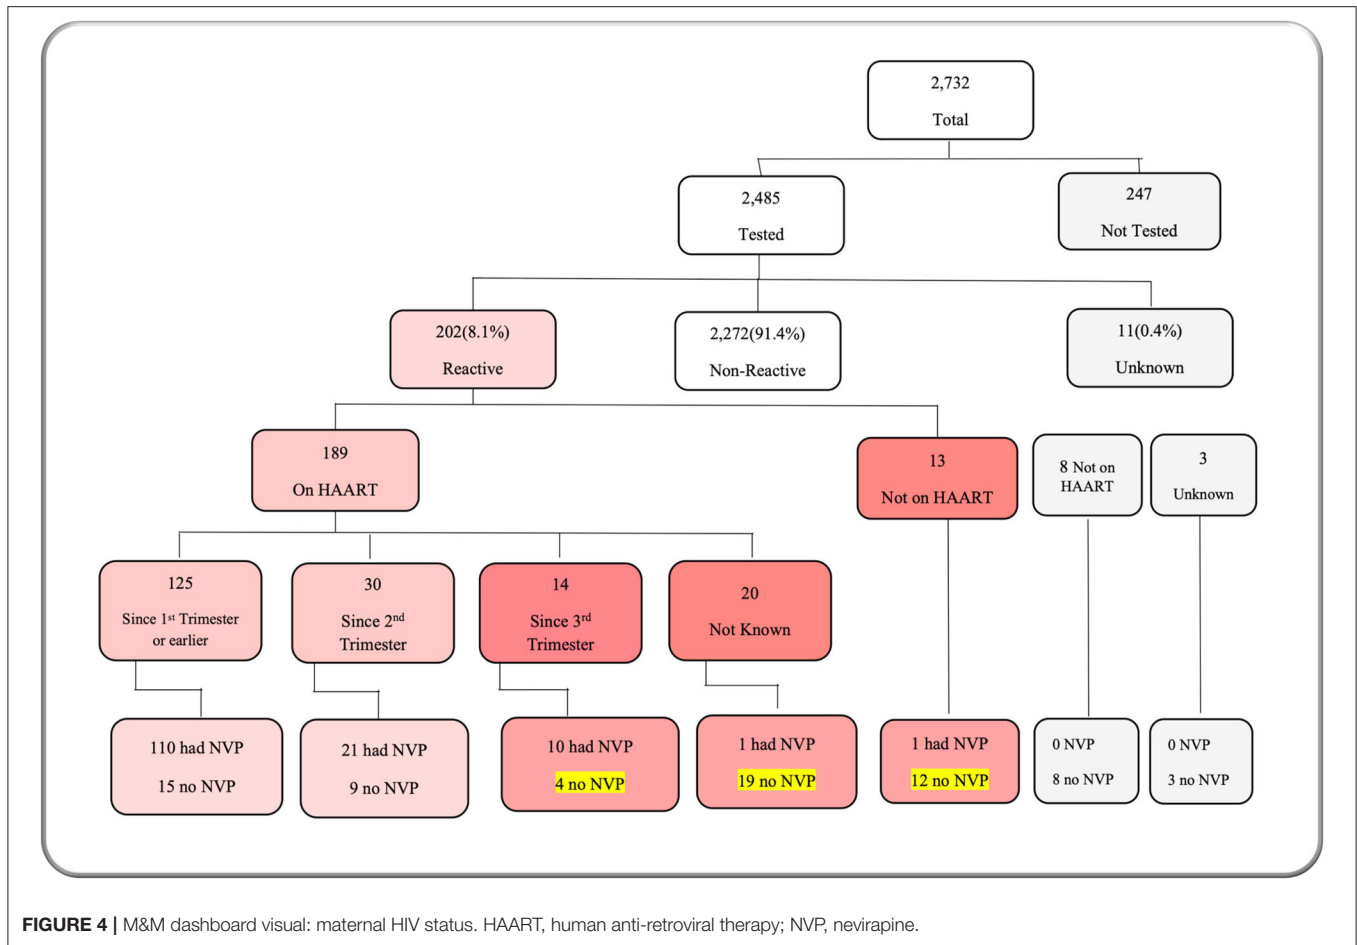 2,732
Total
2,485
Tested
247
Not Tested
202(8.1%)
Reactive
2,272(91.4%)
Non-Reactive
11(0.4%)
Unknown
189
On HAART
13
Not on HAART
8 Not on
HAART
3
Unknown
125
Since 1st Trimester
or earlier
30
Since 2nd
Trimester
14
Since 3rd
Trimester
20
Not Known
110 had NVP
15 no NVP
21 had NVP
9 no NVP
10 had NVP
4 no NVP
1 had NVP
19 no NVP
1 had NVP
12 no NVP
0 NVP
8 no NVP
0 NVP
3 no NVP
FIGURE 4 | M&M dashboard visual: maternal HIV status. HAART, human anti-retroviral therapy; NVP, nevirapine.